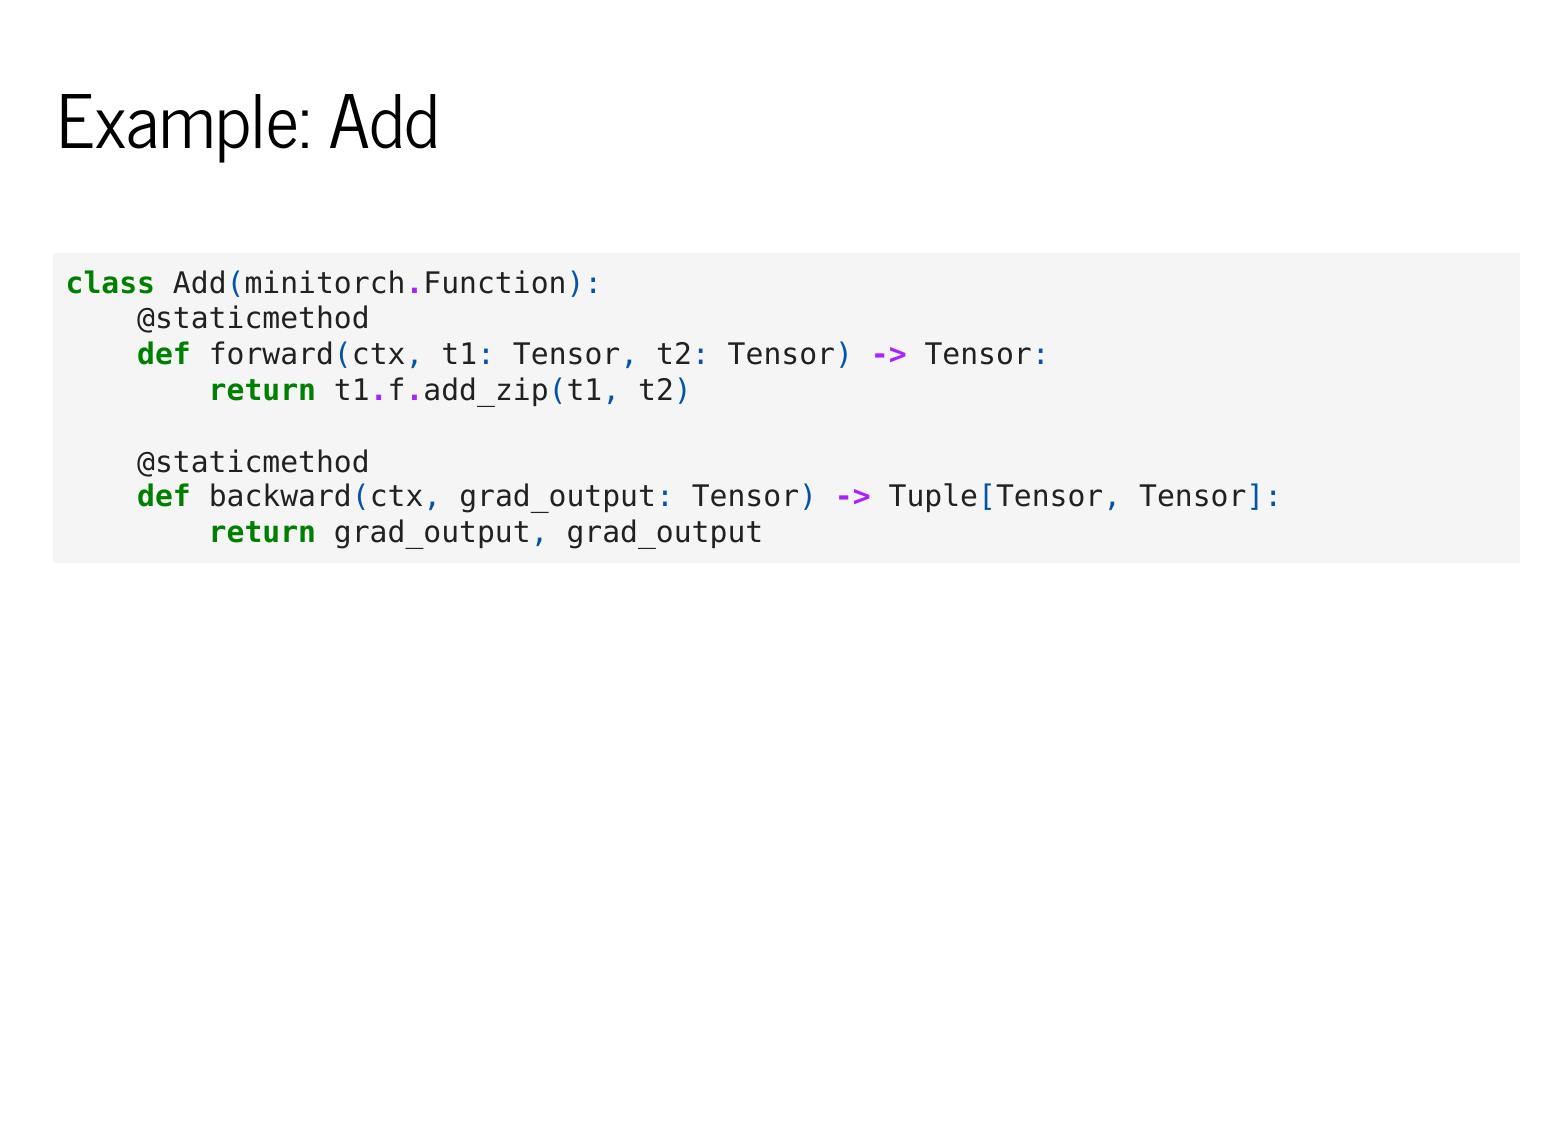 Example: Add
class Add(minitorch.Function):
    @staticmethod
    def forward(ctx, t1: Tensor, t2: Tensor) -> Tensor:
        return t1.f.add_zip(t1, t2)

    @staticmethod
    def backward(ctx, grad_output: Tensor) -> Tuple[Tensor, Tensor]:
        return grad_output, grad_output